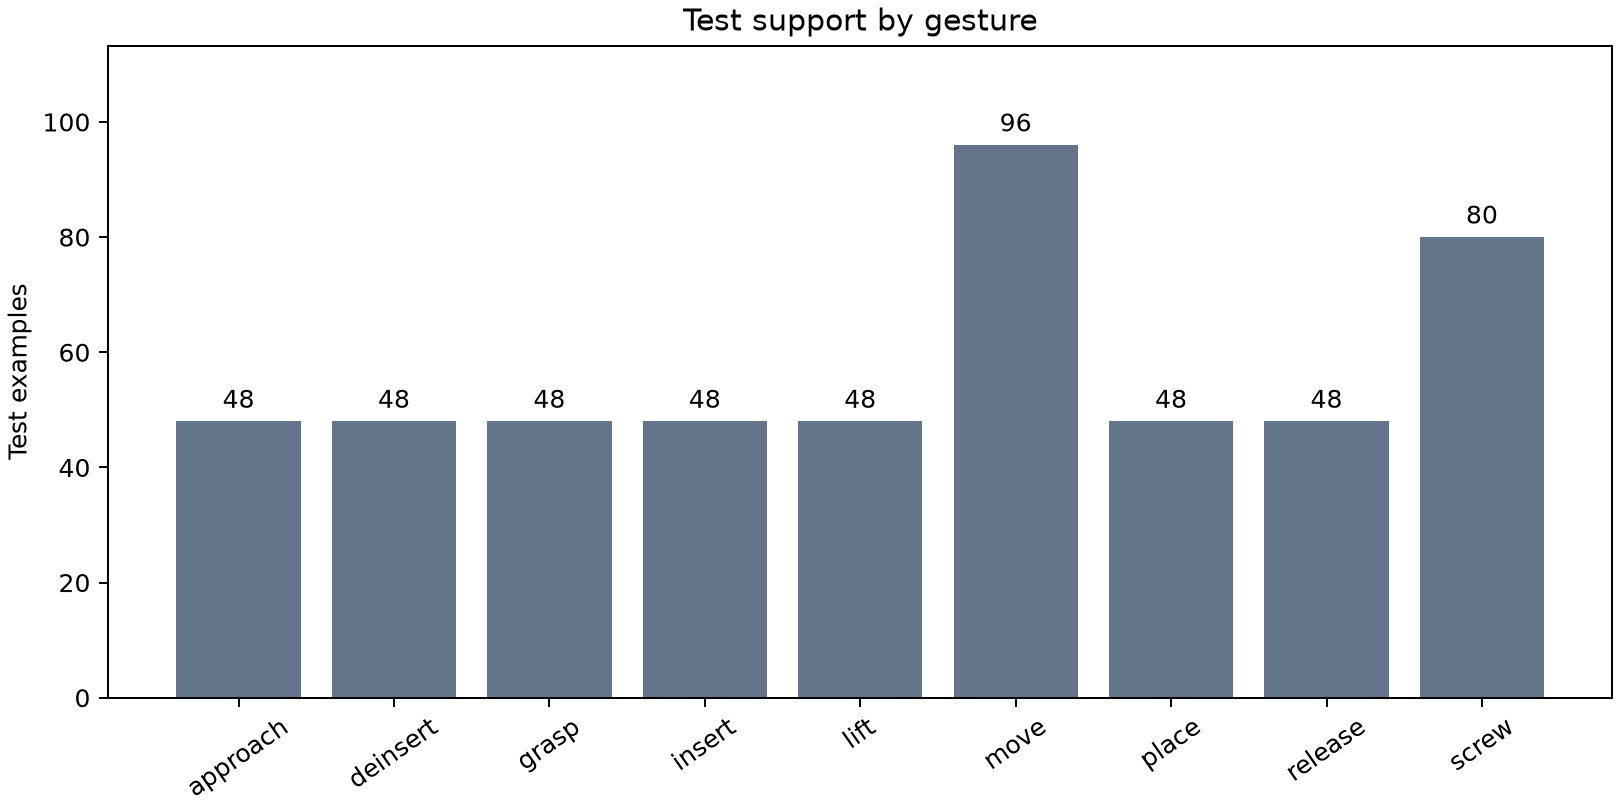 Test support by gesture
Test examples
100
80
60
40
20
0
48
48
48
48
48
96
48
48
80
approach
deinsert
grasp
insert
lift
move
place
release
screw